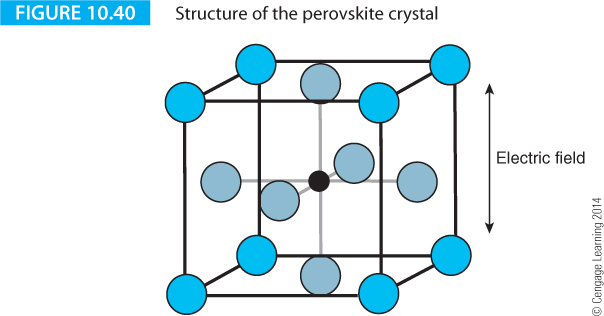 FIGURE 10.40 Structure of the perovskite crystal
Electric field
© Cengage Learning 2014